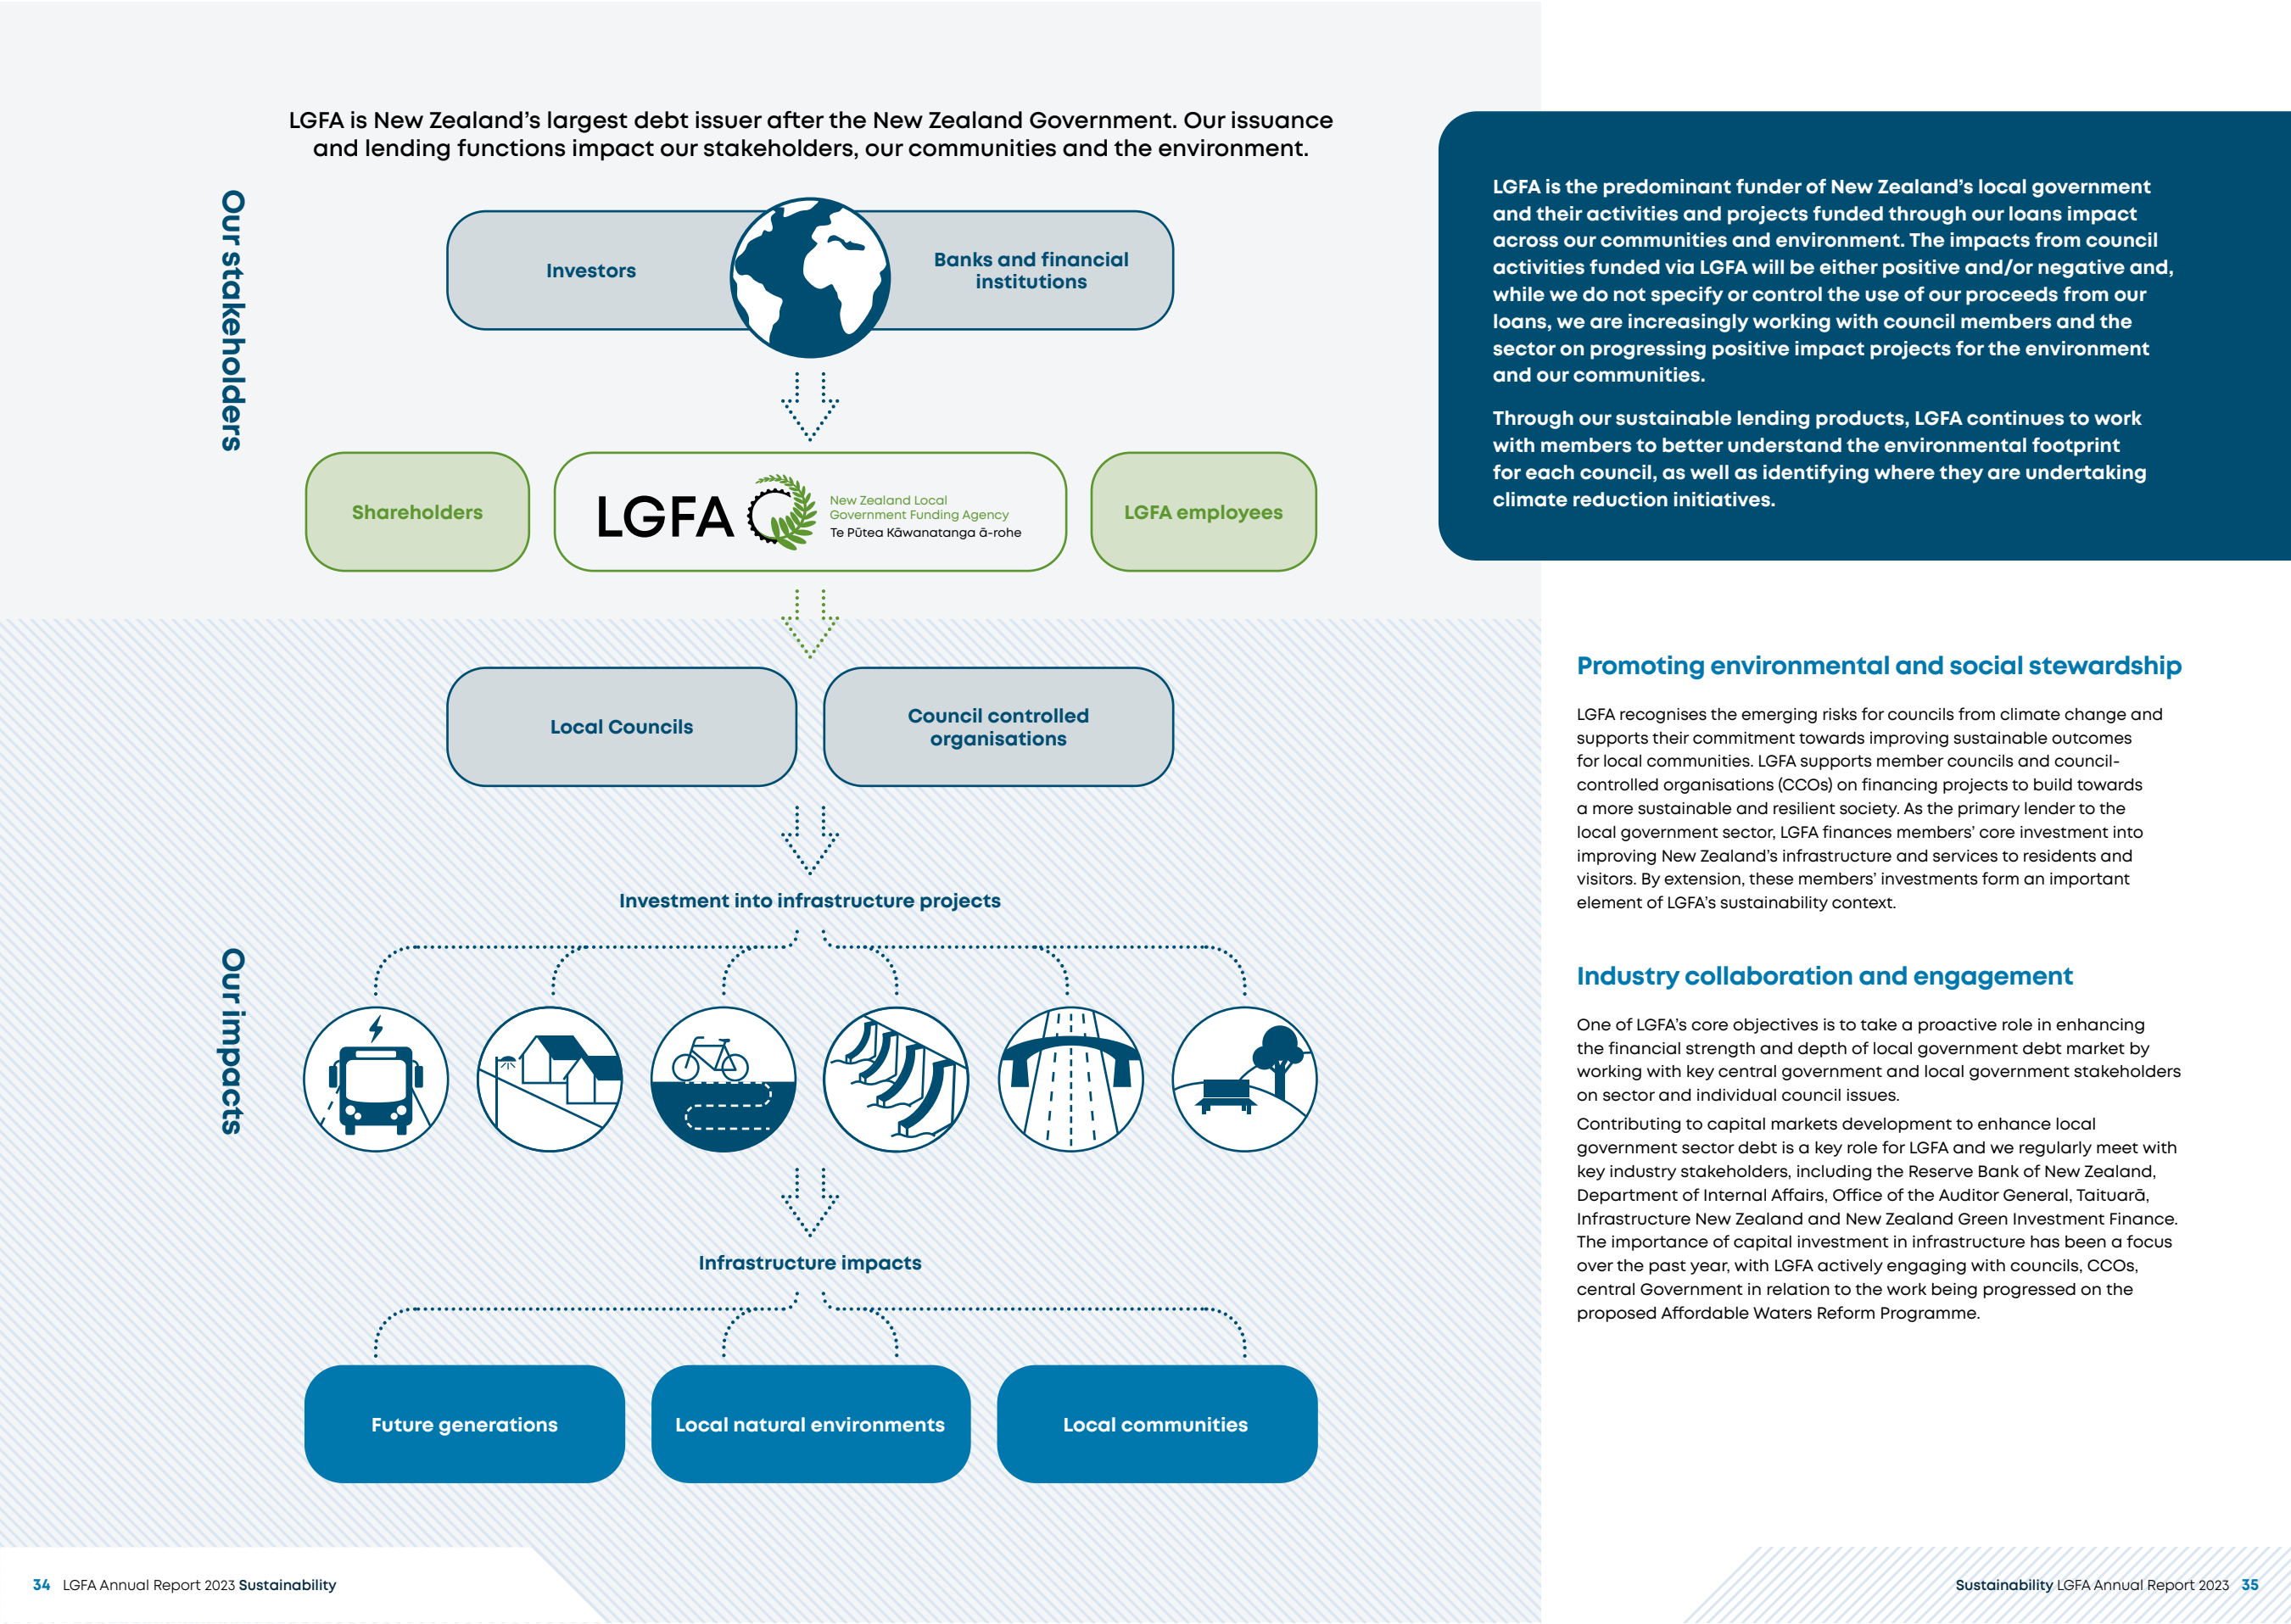 LGFA is New Zealand's largest debt issuer after the New Zealand Government. Our issuance
and lending functions impact our stakeholders, our communities and the environment.
Our stakeholders
Investors
Banks and financial
institutions
Shareholders
LGFA
New Zealand Local
Government Funding Agency
Te Pūtea Kāwanatanga ā-rohe
LGFA employees
Local Councils
Council controlled
organisations
Our impacts
Investment into infrastructure projects
Infrastructure impacts
Future generations
Local natural environments
Local communities
34 LGFA Annual Report 2023 Sustainability
LGFA is the predominant funder of New Zealand's local government
and their activities and projects funded through our loans impact
across our communities and environment. The impacts from council
activities funded via LGFA will be either positive and/or negative and,
while we do not specify or control the use of our proceeds from our
loans, we are increasingly working with council members and the
sector on progressing positive impact projects for the environment
and our communities.
Through our sustainable lending products, LGFA continues to work
with members to better understand the environmental footprint
for each council, as well as identifying where they are undertaking
climate reduction initiatives.
Promoting environmental and social stewardship
LGFA recognises the emerging risks for councils from climate change and
supports their commitment towards improving sustainable outcomes
for local communities. LGFA supports member councils and council-
controlled organisations (CCOs) on financing projects to build towards
a more sustainable and resilient society. As the primary lender to the
local government sector, LGFA finances members' core investment into
improving New Zealand's infrastructure and services to residents and
visitors. By extension, these members' investments form an important
element of LGFA's sustainability context.
Industry collaboration and engagement
One of LGFA's core objectives is to take a proactive role in enhancing
the financial strength and depth of local government debt market by
working with key central government and local government stakeholders
on sector and individual council issues.
Contributing to capital markets development to enhance local
government sector debt is a key role for LGFA and we regularly meet with
key industry stakeholders, including the Reserve Bank of New Zealand,
Department of Internal Affairs, Office of the Auditor General, Taituarā,
Infrastructure New Zealand and New Zealand Green Investment Finance.
The importance of capital investment in infrastructure has been a focus
over the past year, with LGFA actively engaging with councils, CCOs,
central Government in relation to the work being progressed on the
proposed Affordable Waters Reform Programme.
Sustainability LGFA Annual Report 2023 35